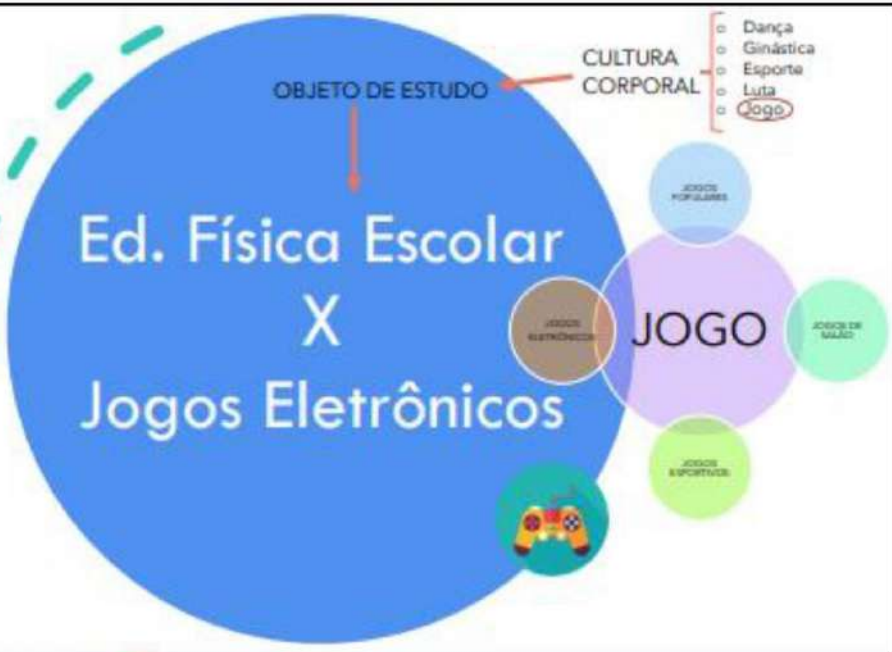 OBJETO DE ESTUDO
CULTURA
CORPORAL
Dança
Ginástica
Esporte
Luta
Jogo
Ed. Física Escolar
X
Jogos Eletrônicos
JOGO
JOGOS
POPULARES
JOGOS
ELETRÔNICOS
JOGOS DE
SALÃO
JOGOS
ESPORTIVOS